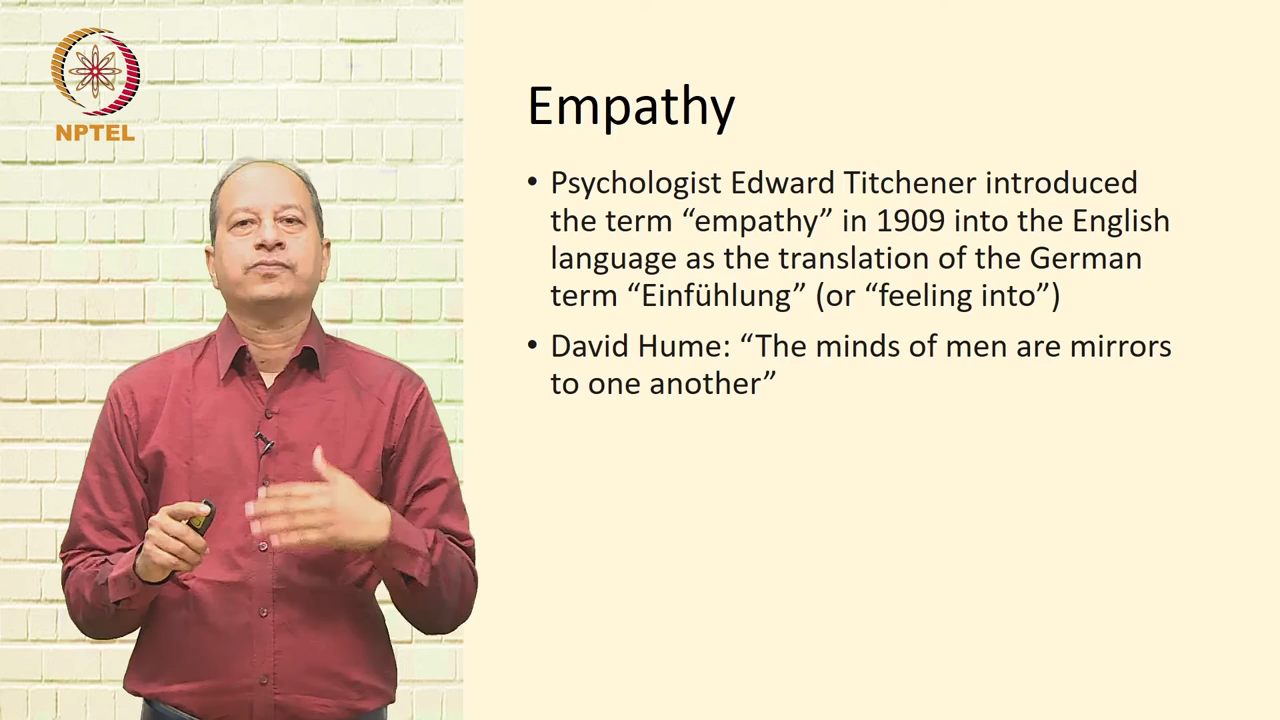 NPTEL
Empathy
• Psychologist Edward Titchener introduced
the term “empathy” in 1909 into the English
language as the translation of the German
term “Einfühlung” (or “feeling into”)
• David Hume: “The minds of men are mirrors
to one another”